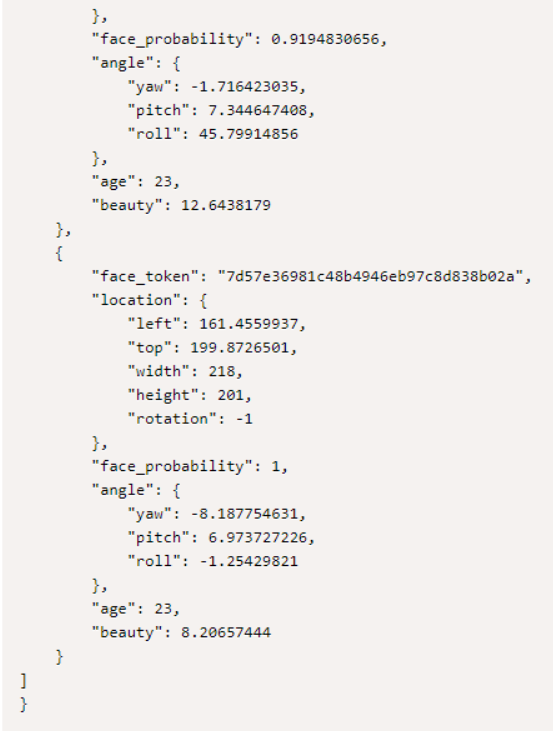 },
        "face_probability": 0.9194830656,
        "angle": {
            "yaw": -1.716423035,
            "pitch": 7.344647408,
            "roll": 45.79914856
        },
        "age": 23,
        "beauty": 12.6438179
    },
    {
        "face_token": "7d57e36981c48b4946eb97c8d838b02a",
        "location": {
            "left": 161.4559937,
            "top": 199.8726501,
            "width": 218,
            "height": 201,
            "rotation": -1
        },
        "face_probability": 1,
        "angle": {
            "yaw": -8.187754631,
            "pitch": 6.973727226,
            "roll": -1.25429821
        },
        "age": 23,
        "beauty": 8.20657444
    }
]
}